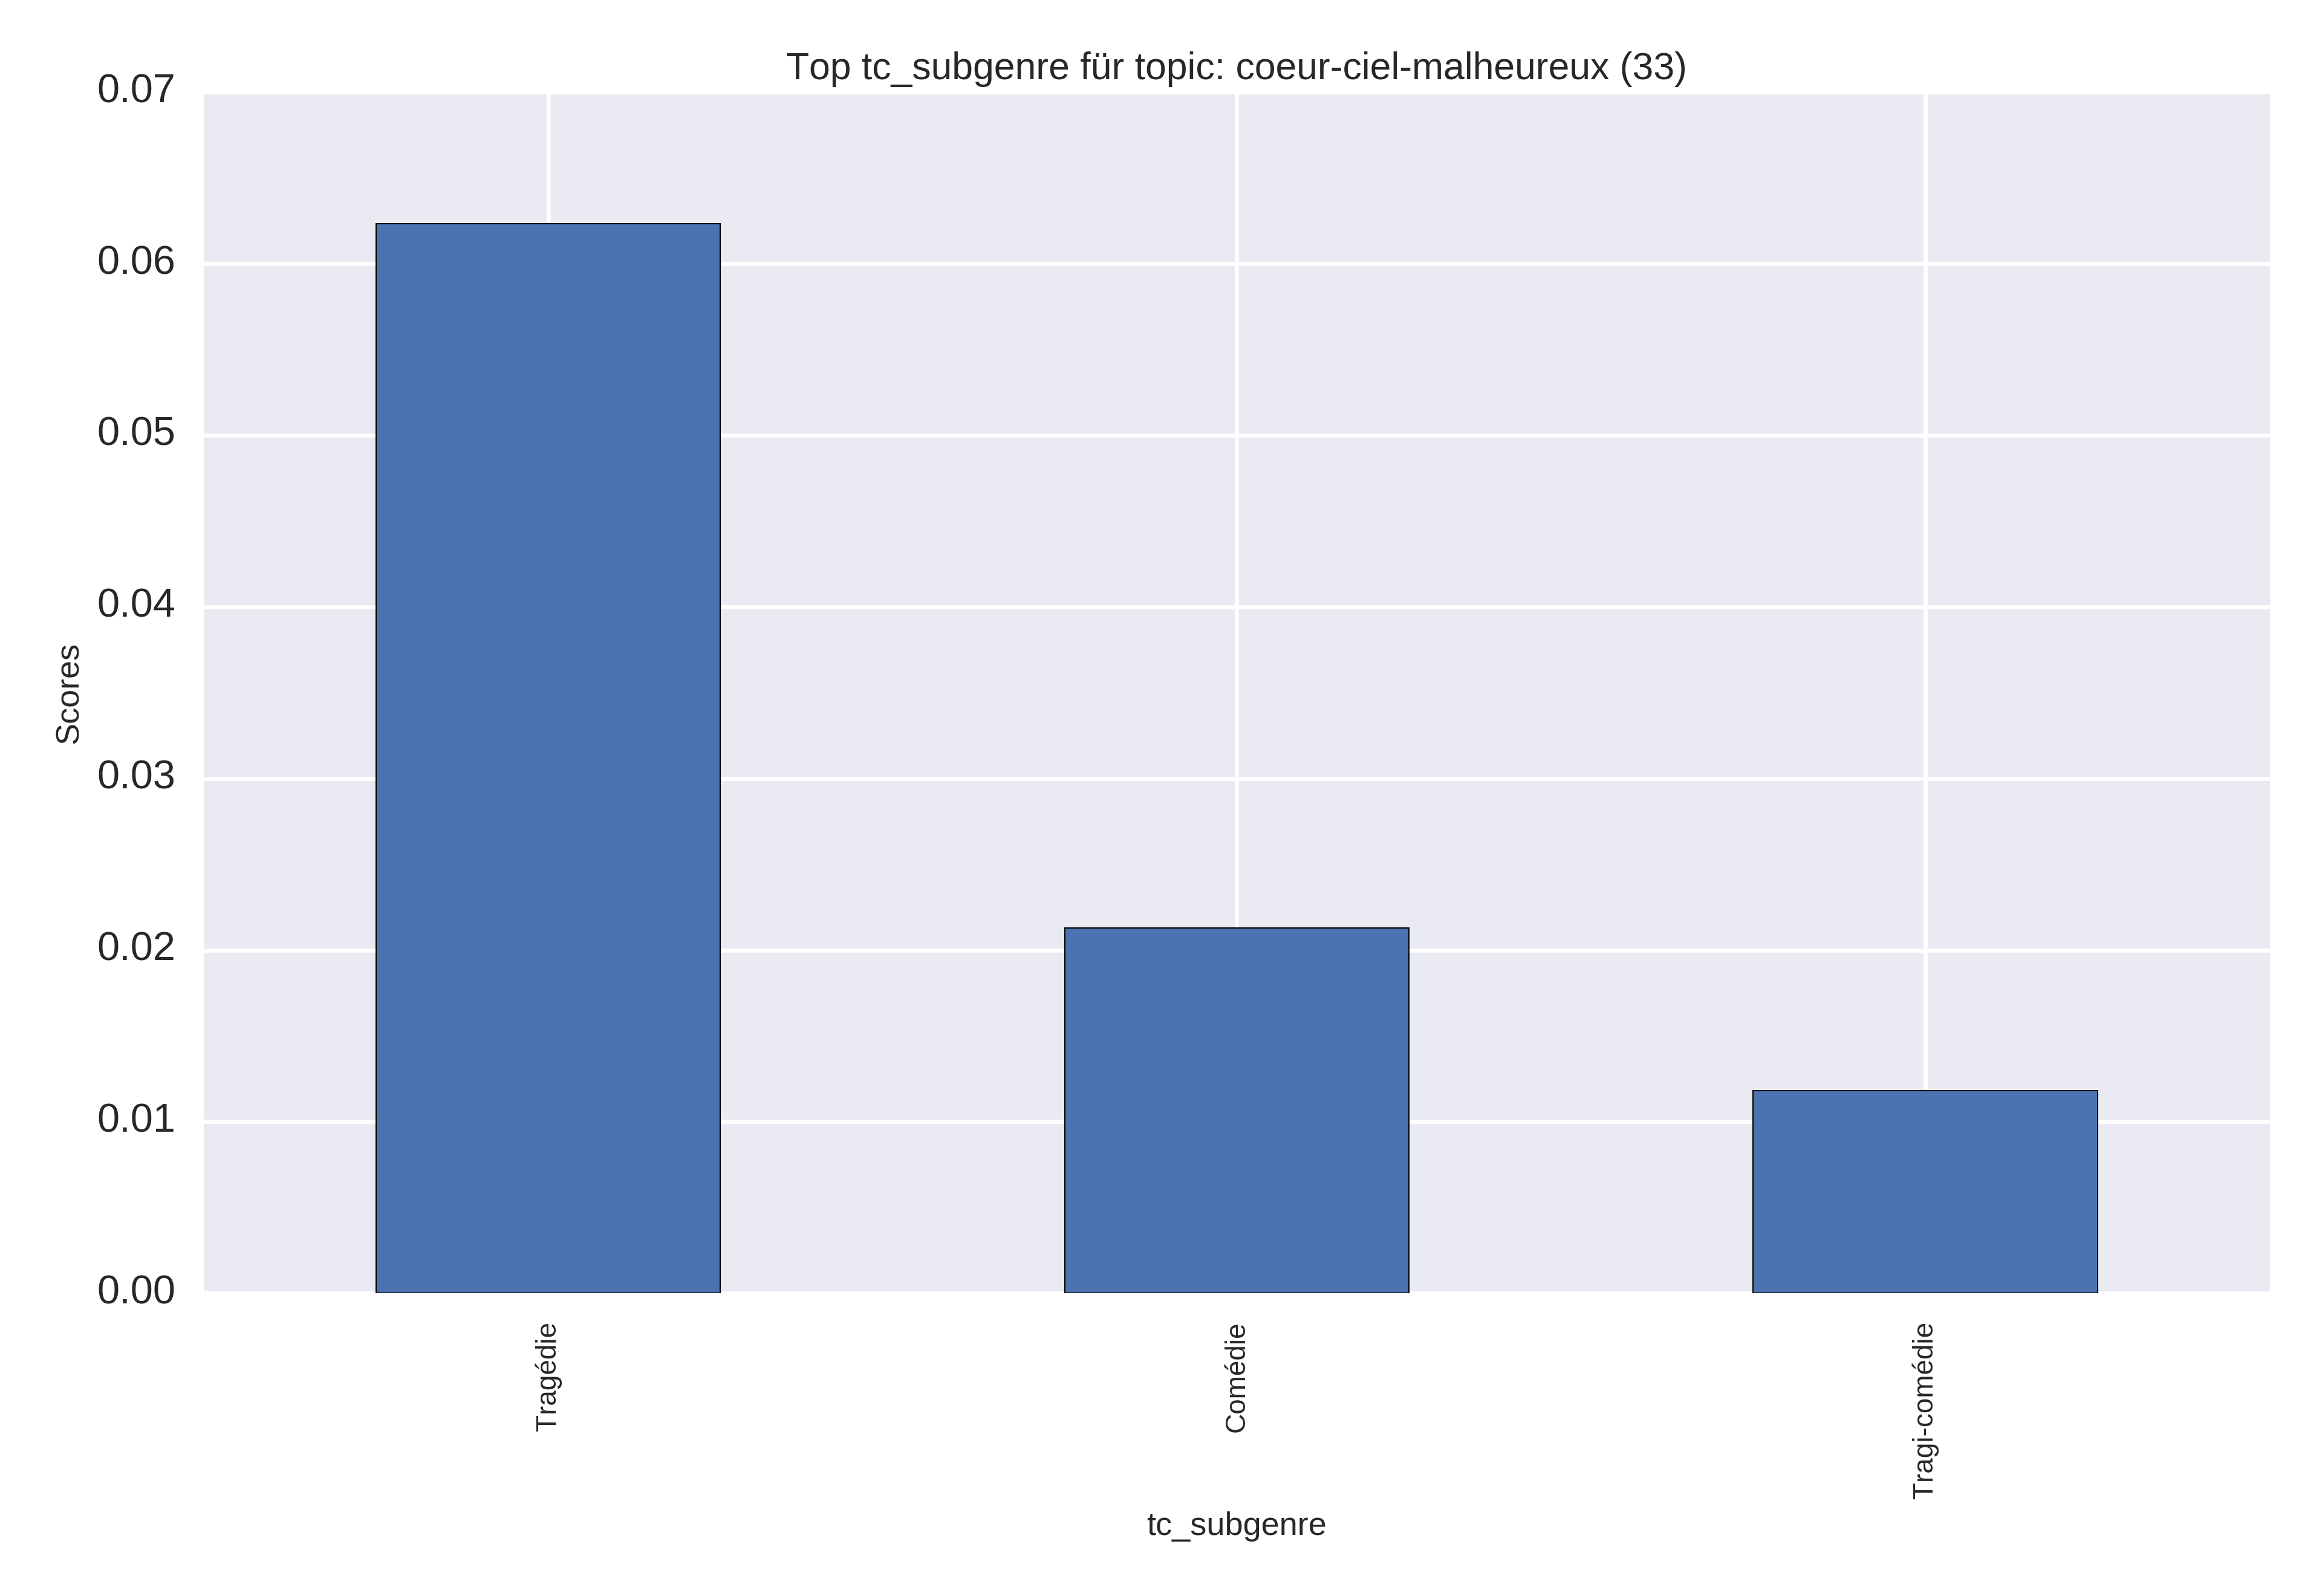 Top tc_subgenre für topic: coeur-ciel-malheureux (33)
0.07
0.06
0.05
0.04
0.03
0.02
0.01
0.00
Scores
Tragédie
Comédie
Tragi-comédie
tc_subgenre